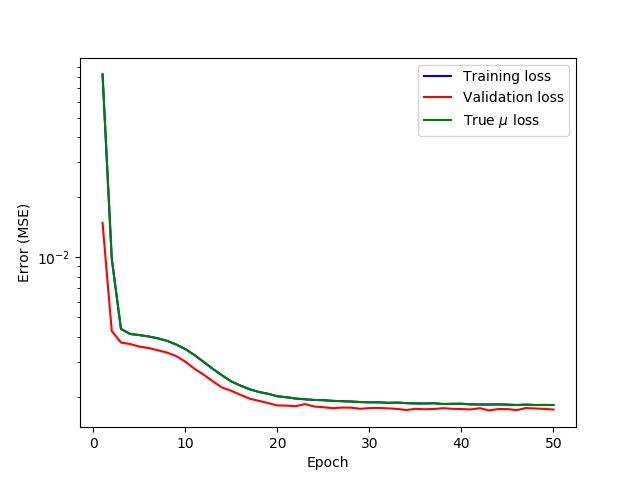 Training loss
Validation loss
True μ loss
Error (MSE)
10⁻²
0 10 20 30 40 50
Epoch